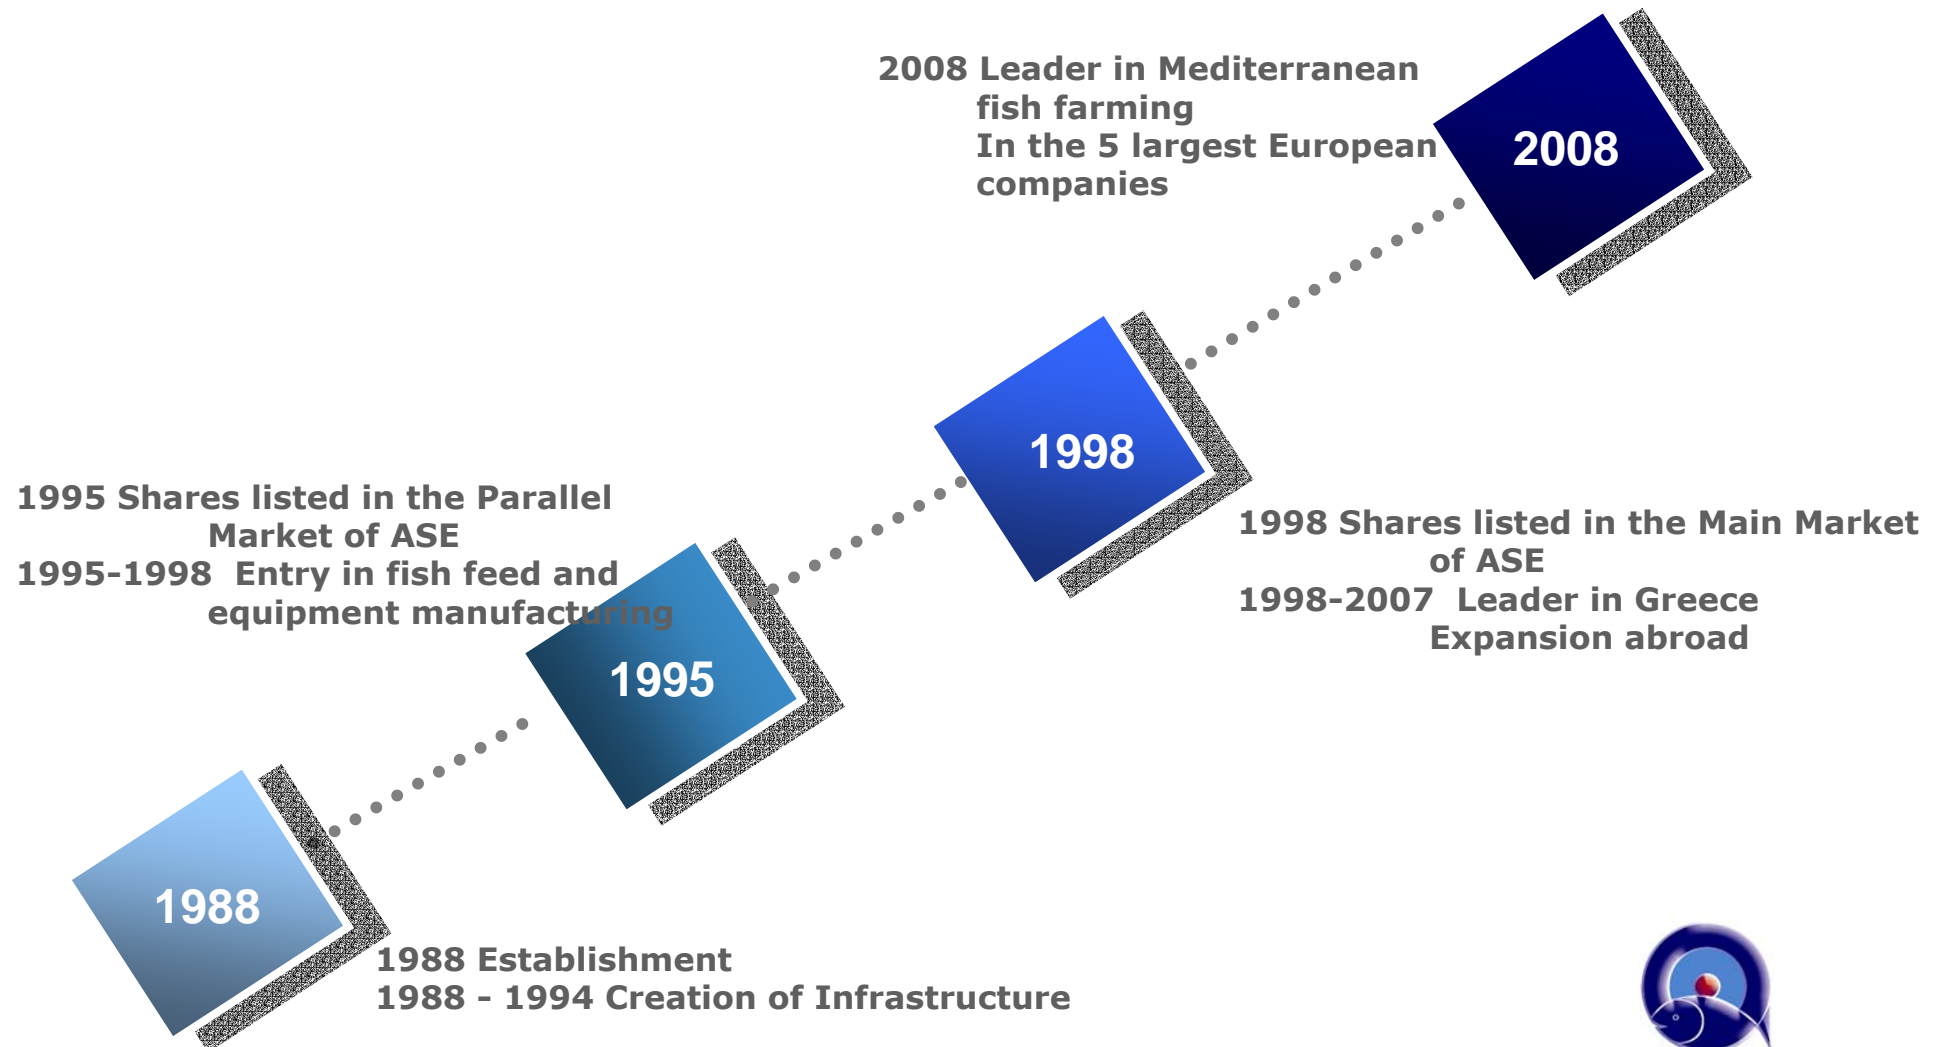 2008 Leader in Mediterranean
fish farming
In the 5 largest European
companies
2008
1998
1995 Shares listed in the Parallel
Market of ASE
1995-1998 Entry in fish feed and
equipment manufacturing
1998 Shares listed in the Main Market
of ASE
1998-2007 Leader in Greece
Expansion abroad
1995
1988
1988 Establishment
1988 - 1994 Creation of Infrastructure